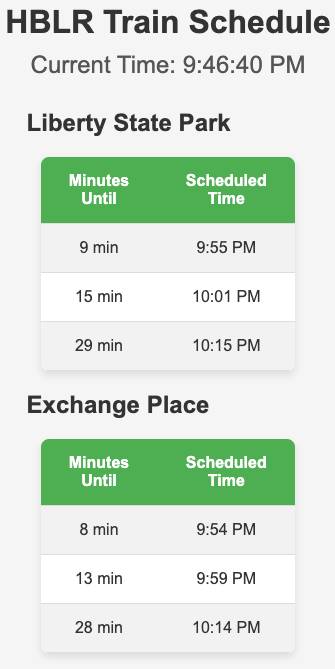 HBLR Train Schedule
Current Time: 9:46:40 PM
Liberty State Park
Minutes Until Scheduled Time
9 min 9:55 PM
15 min 10:01 PM
29 min 10:15 PM
Exchange Place
Minutes Until Scheduled Time
8 min 9:54 PM
13 min 9:59 PM
28 min 10:14 PM